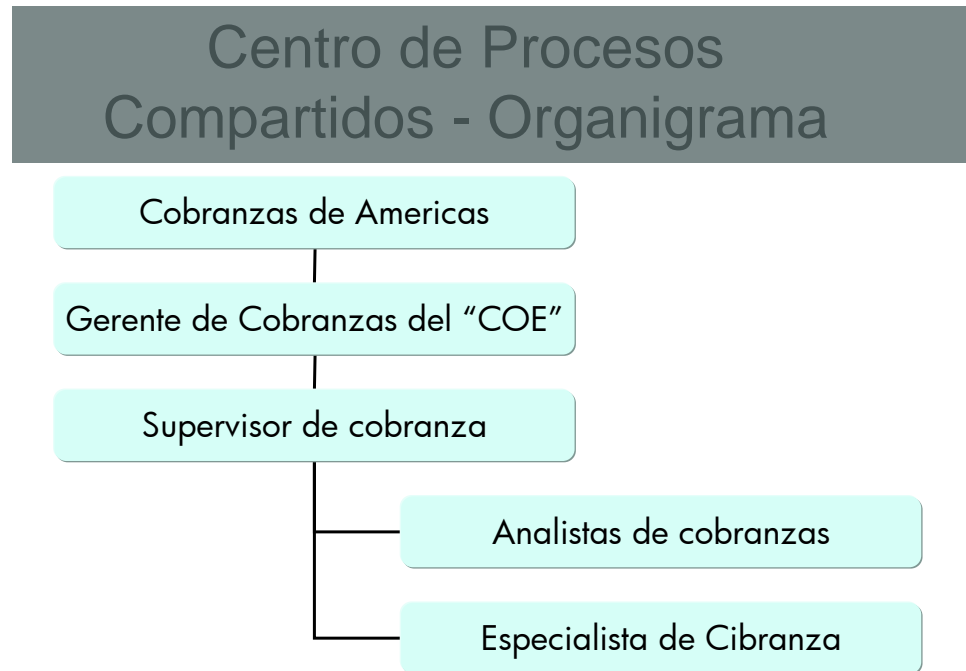 Centro de Procesos
Compartidos - Organigrama
Cobranzas de Americas
Gerente de Cobranzas del “COE”
Supervisor de cobranza
Analistas de cobranzas
Especialista de Cibranza